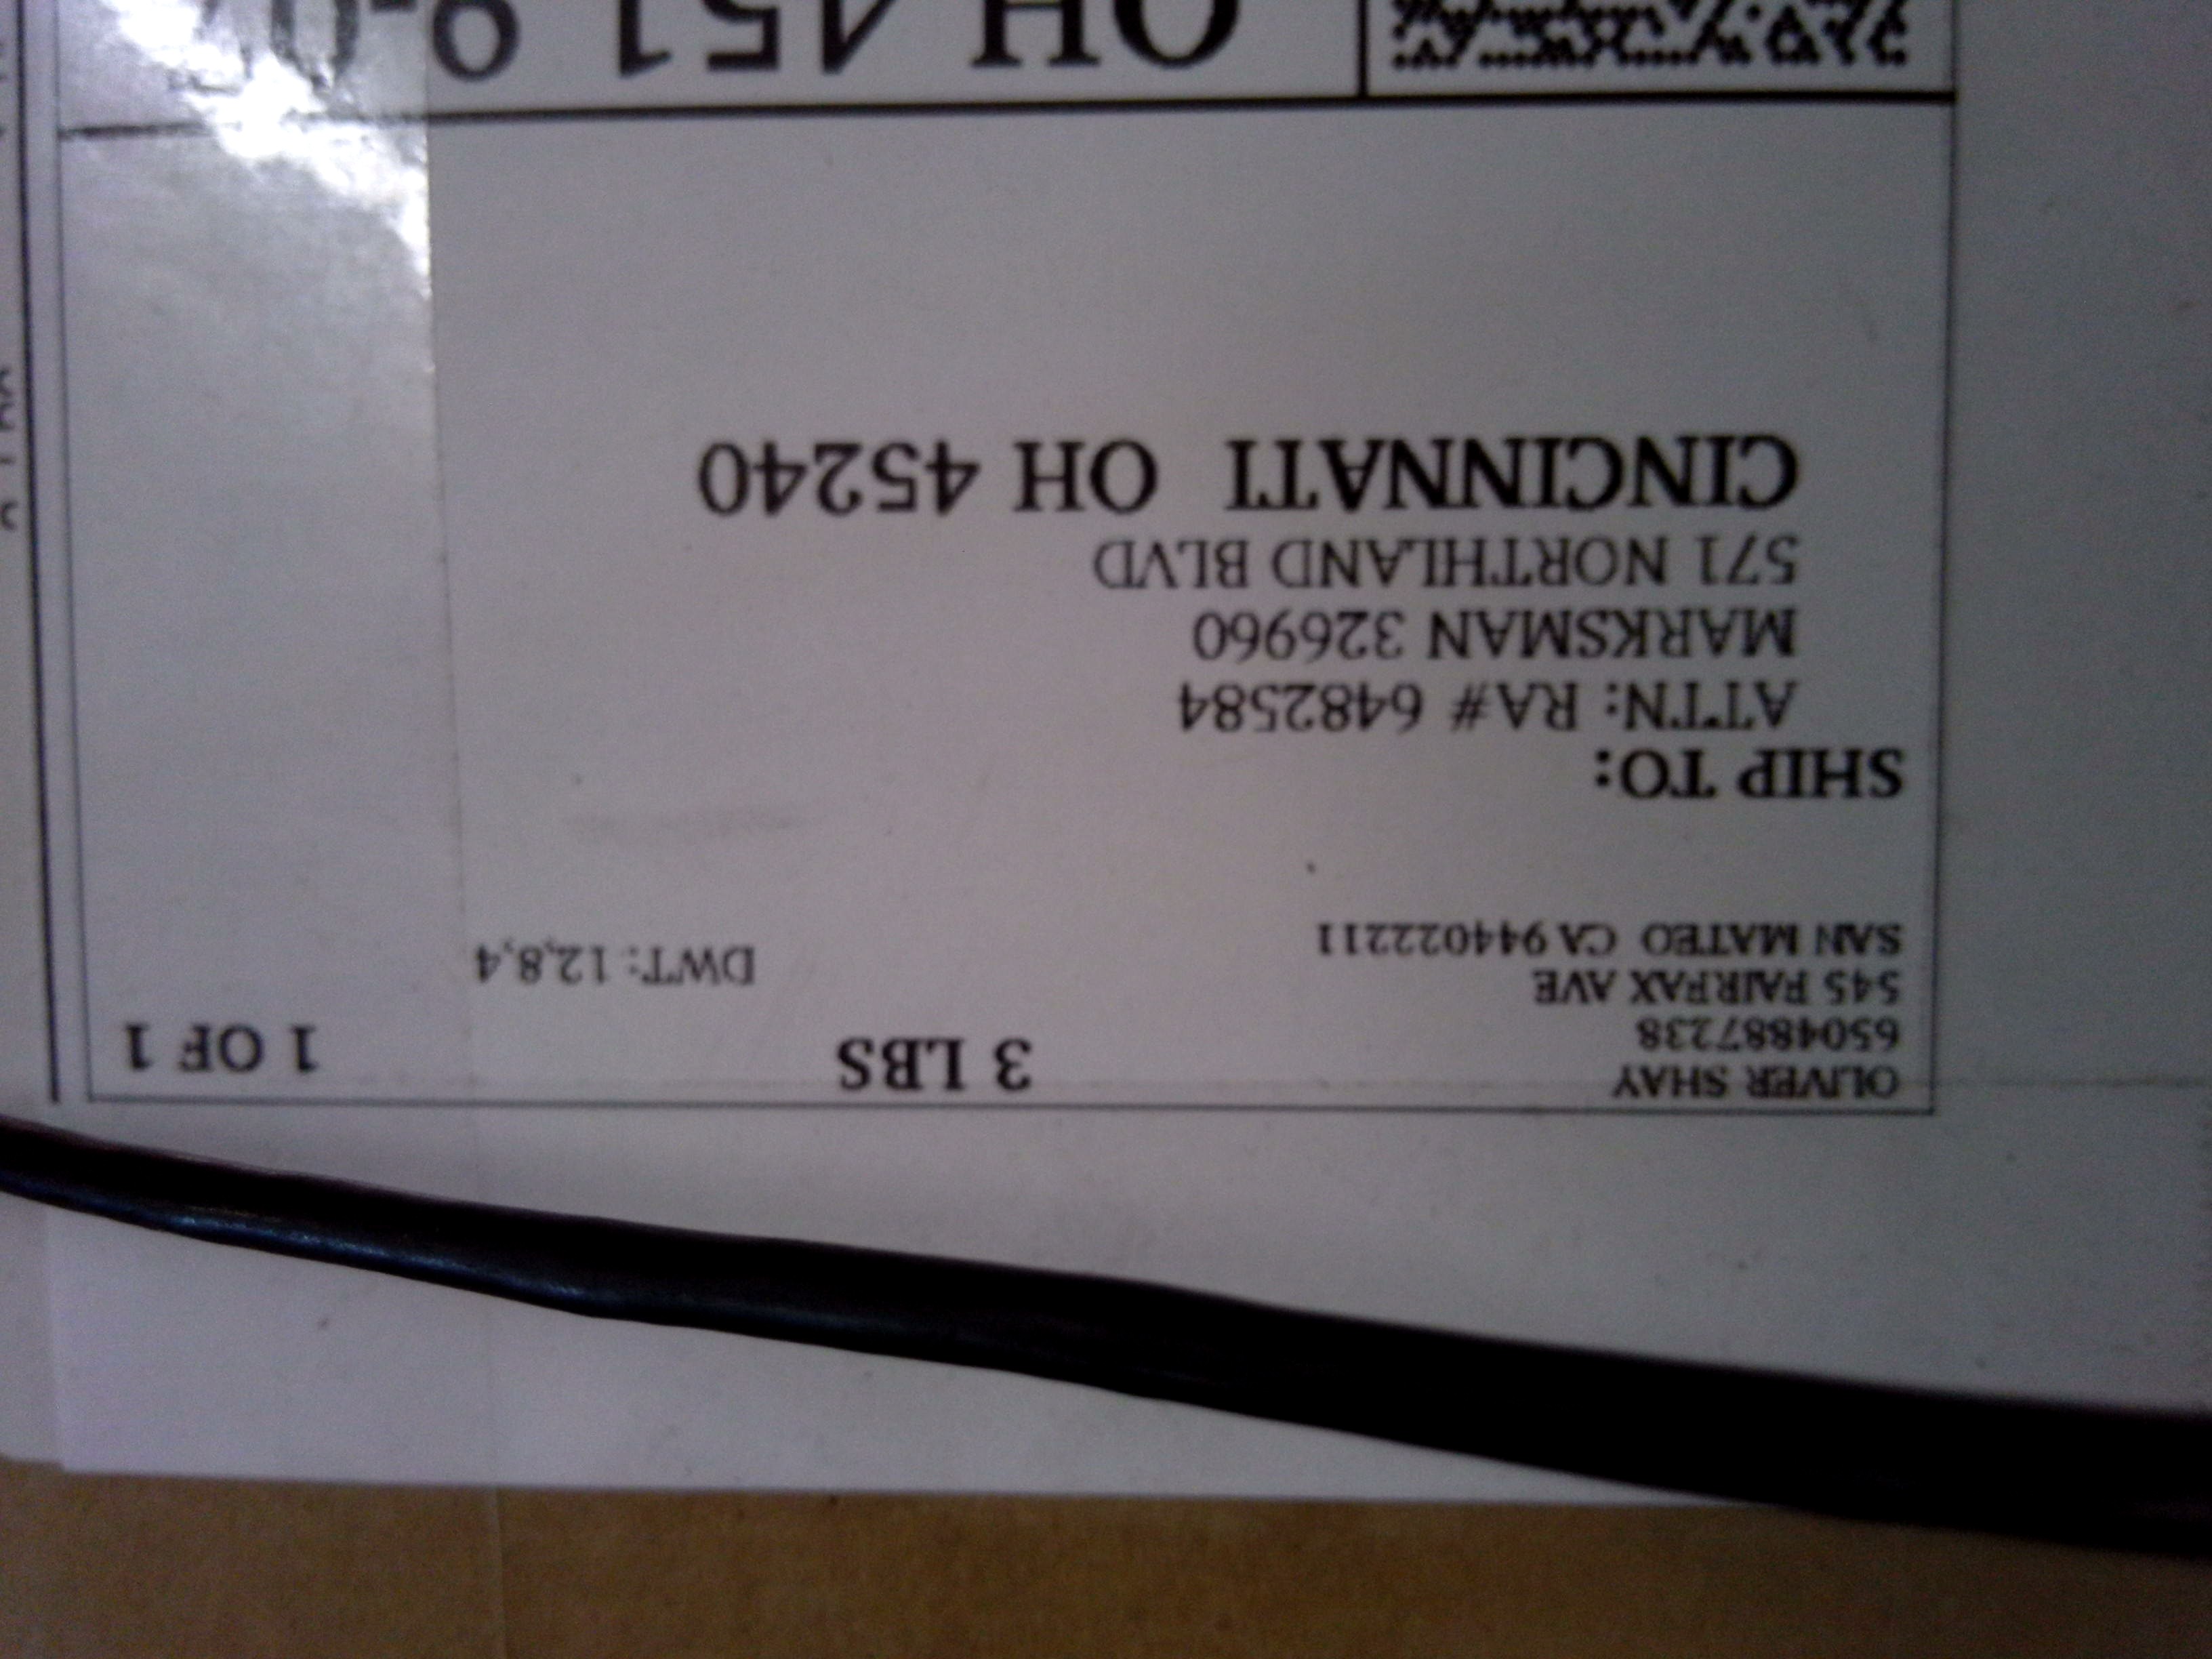 OLIVER SHAY
6504887238
545 FAIRFAX AVE
SAN MATEO CA 944022211
3 LBS
1 OF 1
DWT: 12,8,4
SHIP TO:
ATTN: RA# 6482584
MARKSMAN 326960
571 NORTHLAND BLVD
CINCINNATI OH 45240
OH 451 9-0